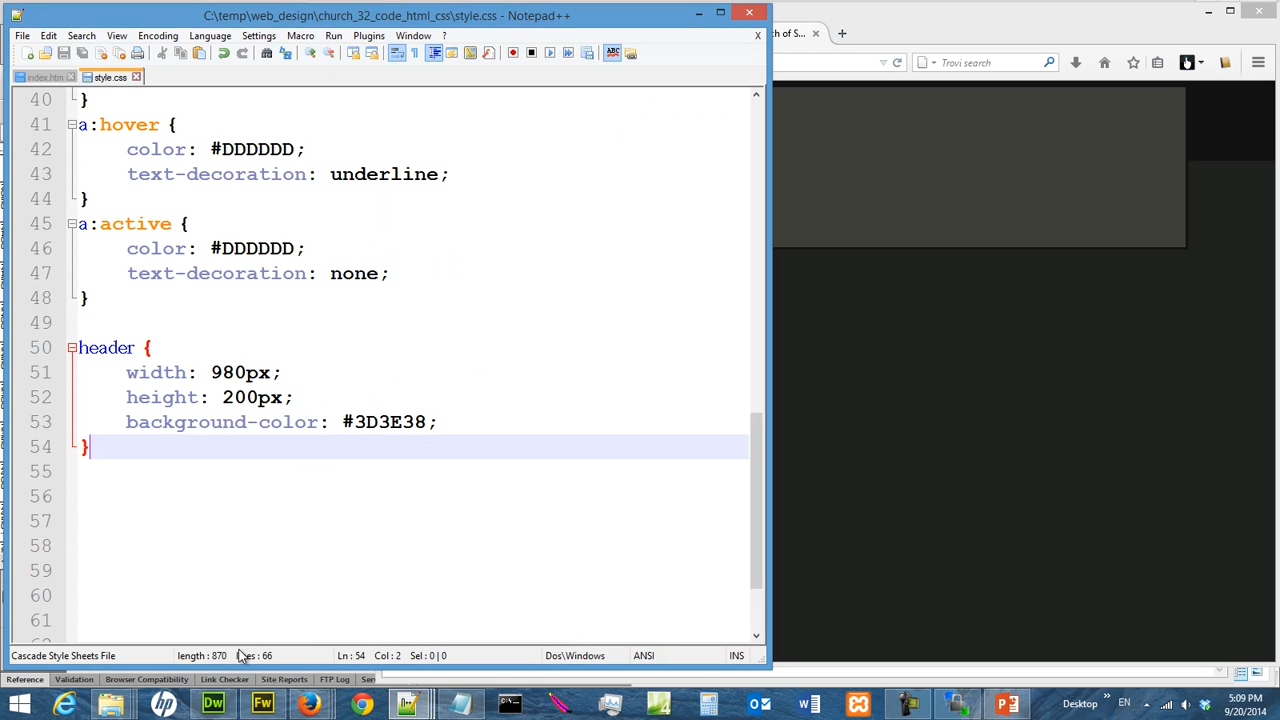 C:\temp\web_design\church_32_code_html_css\style.css - Notepad++
File Edit Search View Encoding Language Settings Macro Run Plugins Window ? X
index.htm style.css
ch of S...
Trovi search
40 }
41 a:hover {
42 color: #DDDDDD;
43 text-decoration: underline;
44 }
45 a:active {
46 color: #DDDDDD;
47 text-decoration: none;
48 }
49
50 header {
51 width: 980px;
52 height: 200px;
53 background-color: #3D3E38;
54 }
55
56
57
58
59
60
61
Cascade Style Sheets File length : 870 lines : 66 Ln : 54 Col : 2 Sel : 0 | 0 Dos\Windows ANSI INS
Reference Validation Browser Compatibility Link Checker Site Reports FTP Log Ser
Desktop EN 5:09 PM
9/20/2014